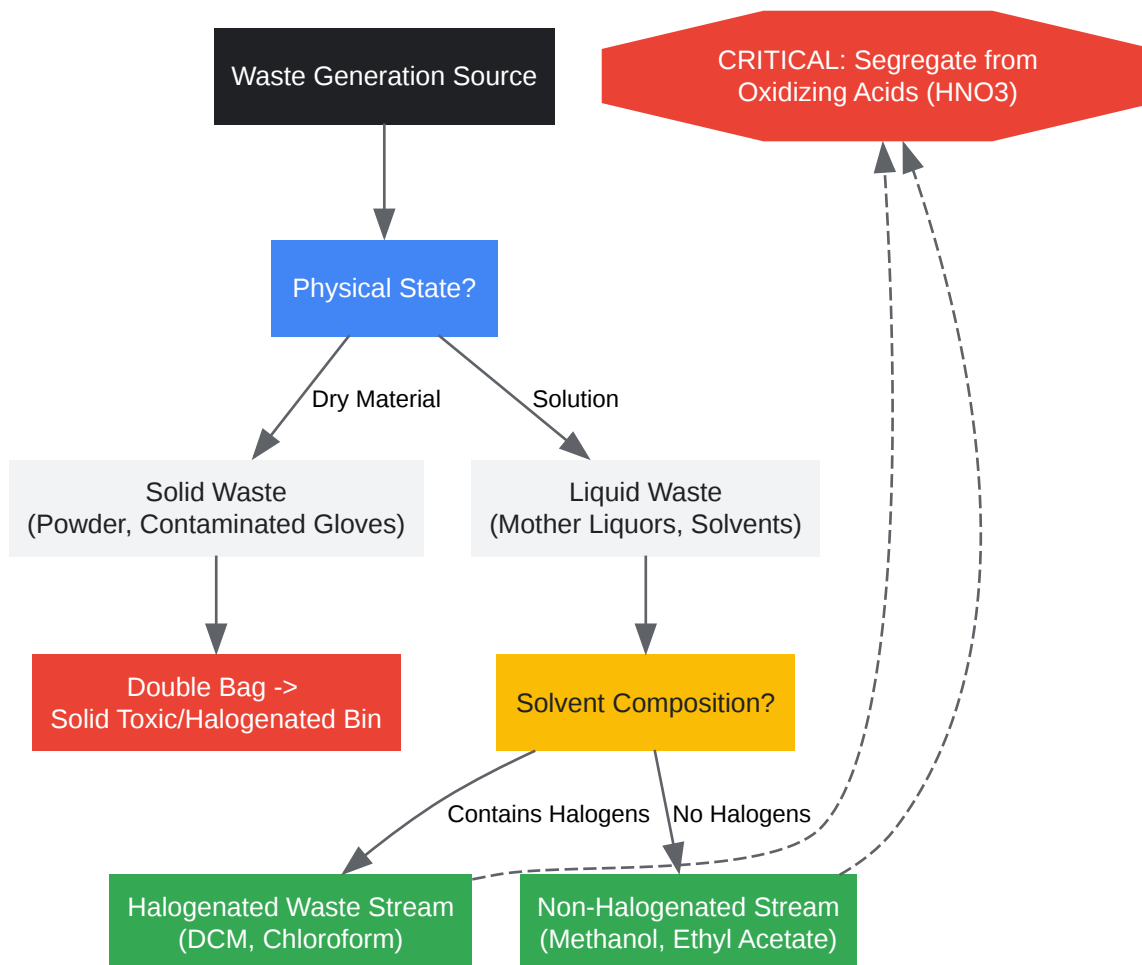 Waste Generation Source
CRITICAL: Segregate from
Oxidizing Acids (HNO3)
Physical State?
Dry Material
Solution
Solid Waste
(Powder, Contaminated Gloves)
Liquid Waste
(Mother Liquors, Solvents)
Double Bag ->
Solid Toxic/Halogenated Bin
Solvent Composition?
Contains Halogens
No Halogens
Halogenated Waste Stream
(DCM, Chloroform)
Non-Halogenated Stream
(Methanol, Ethyl Acetate)